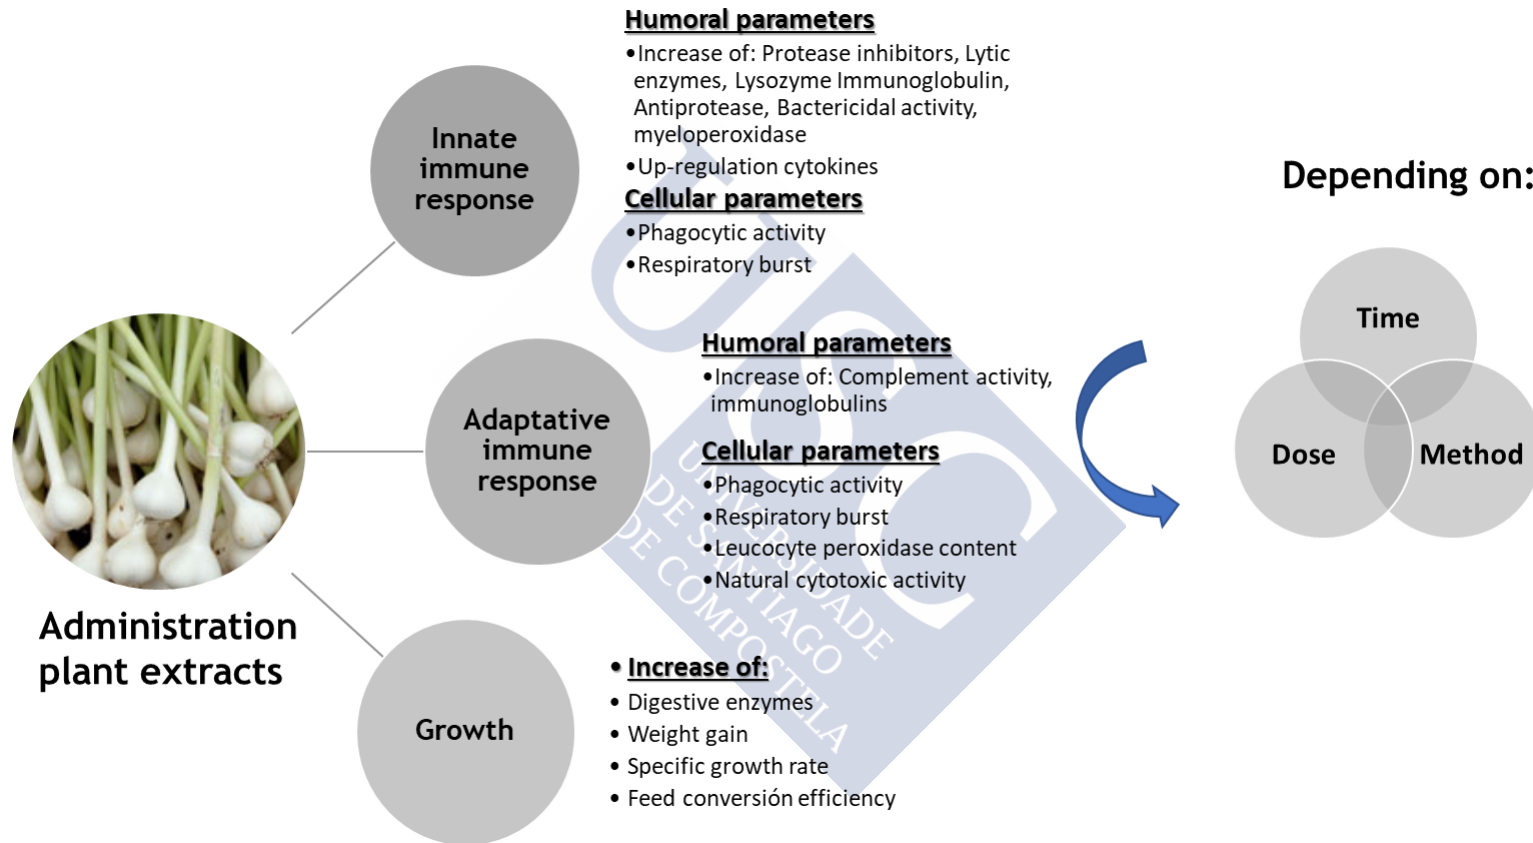 Humoral parameters
•Increase of: Protease inhibitors, Lytic
enzymes, Lysozyme Immunoglobulin,
Antiprotease, Bactericidal activity,
myeloperoxidase
•Up-regulation cytokines
Cellular parameters
•Phagocytic activity
•Respiratory burst
Innate
immune
response
Humoral parameters
•Increase of: Complement activity,
immunoglobulins
Cellular parameters
•Phagocytic activity
•Respiratory burst
•Leucocyte peroxidase content
•Natural cytotoxic activity
Adaptative
immune
response
Administration
plant extracts
Growth
• Increase of:
• Digestive enzymes
• Weight gain
• Specific growth rate
• Feed conversión efficiency
Depending on:
Time
Dose
Method
USC
UNIVERSIDADE
DE SANTIAGO
DE COMPOSTELA